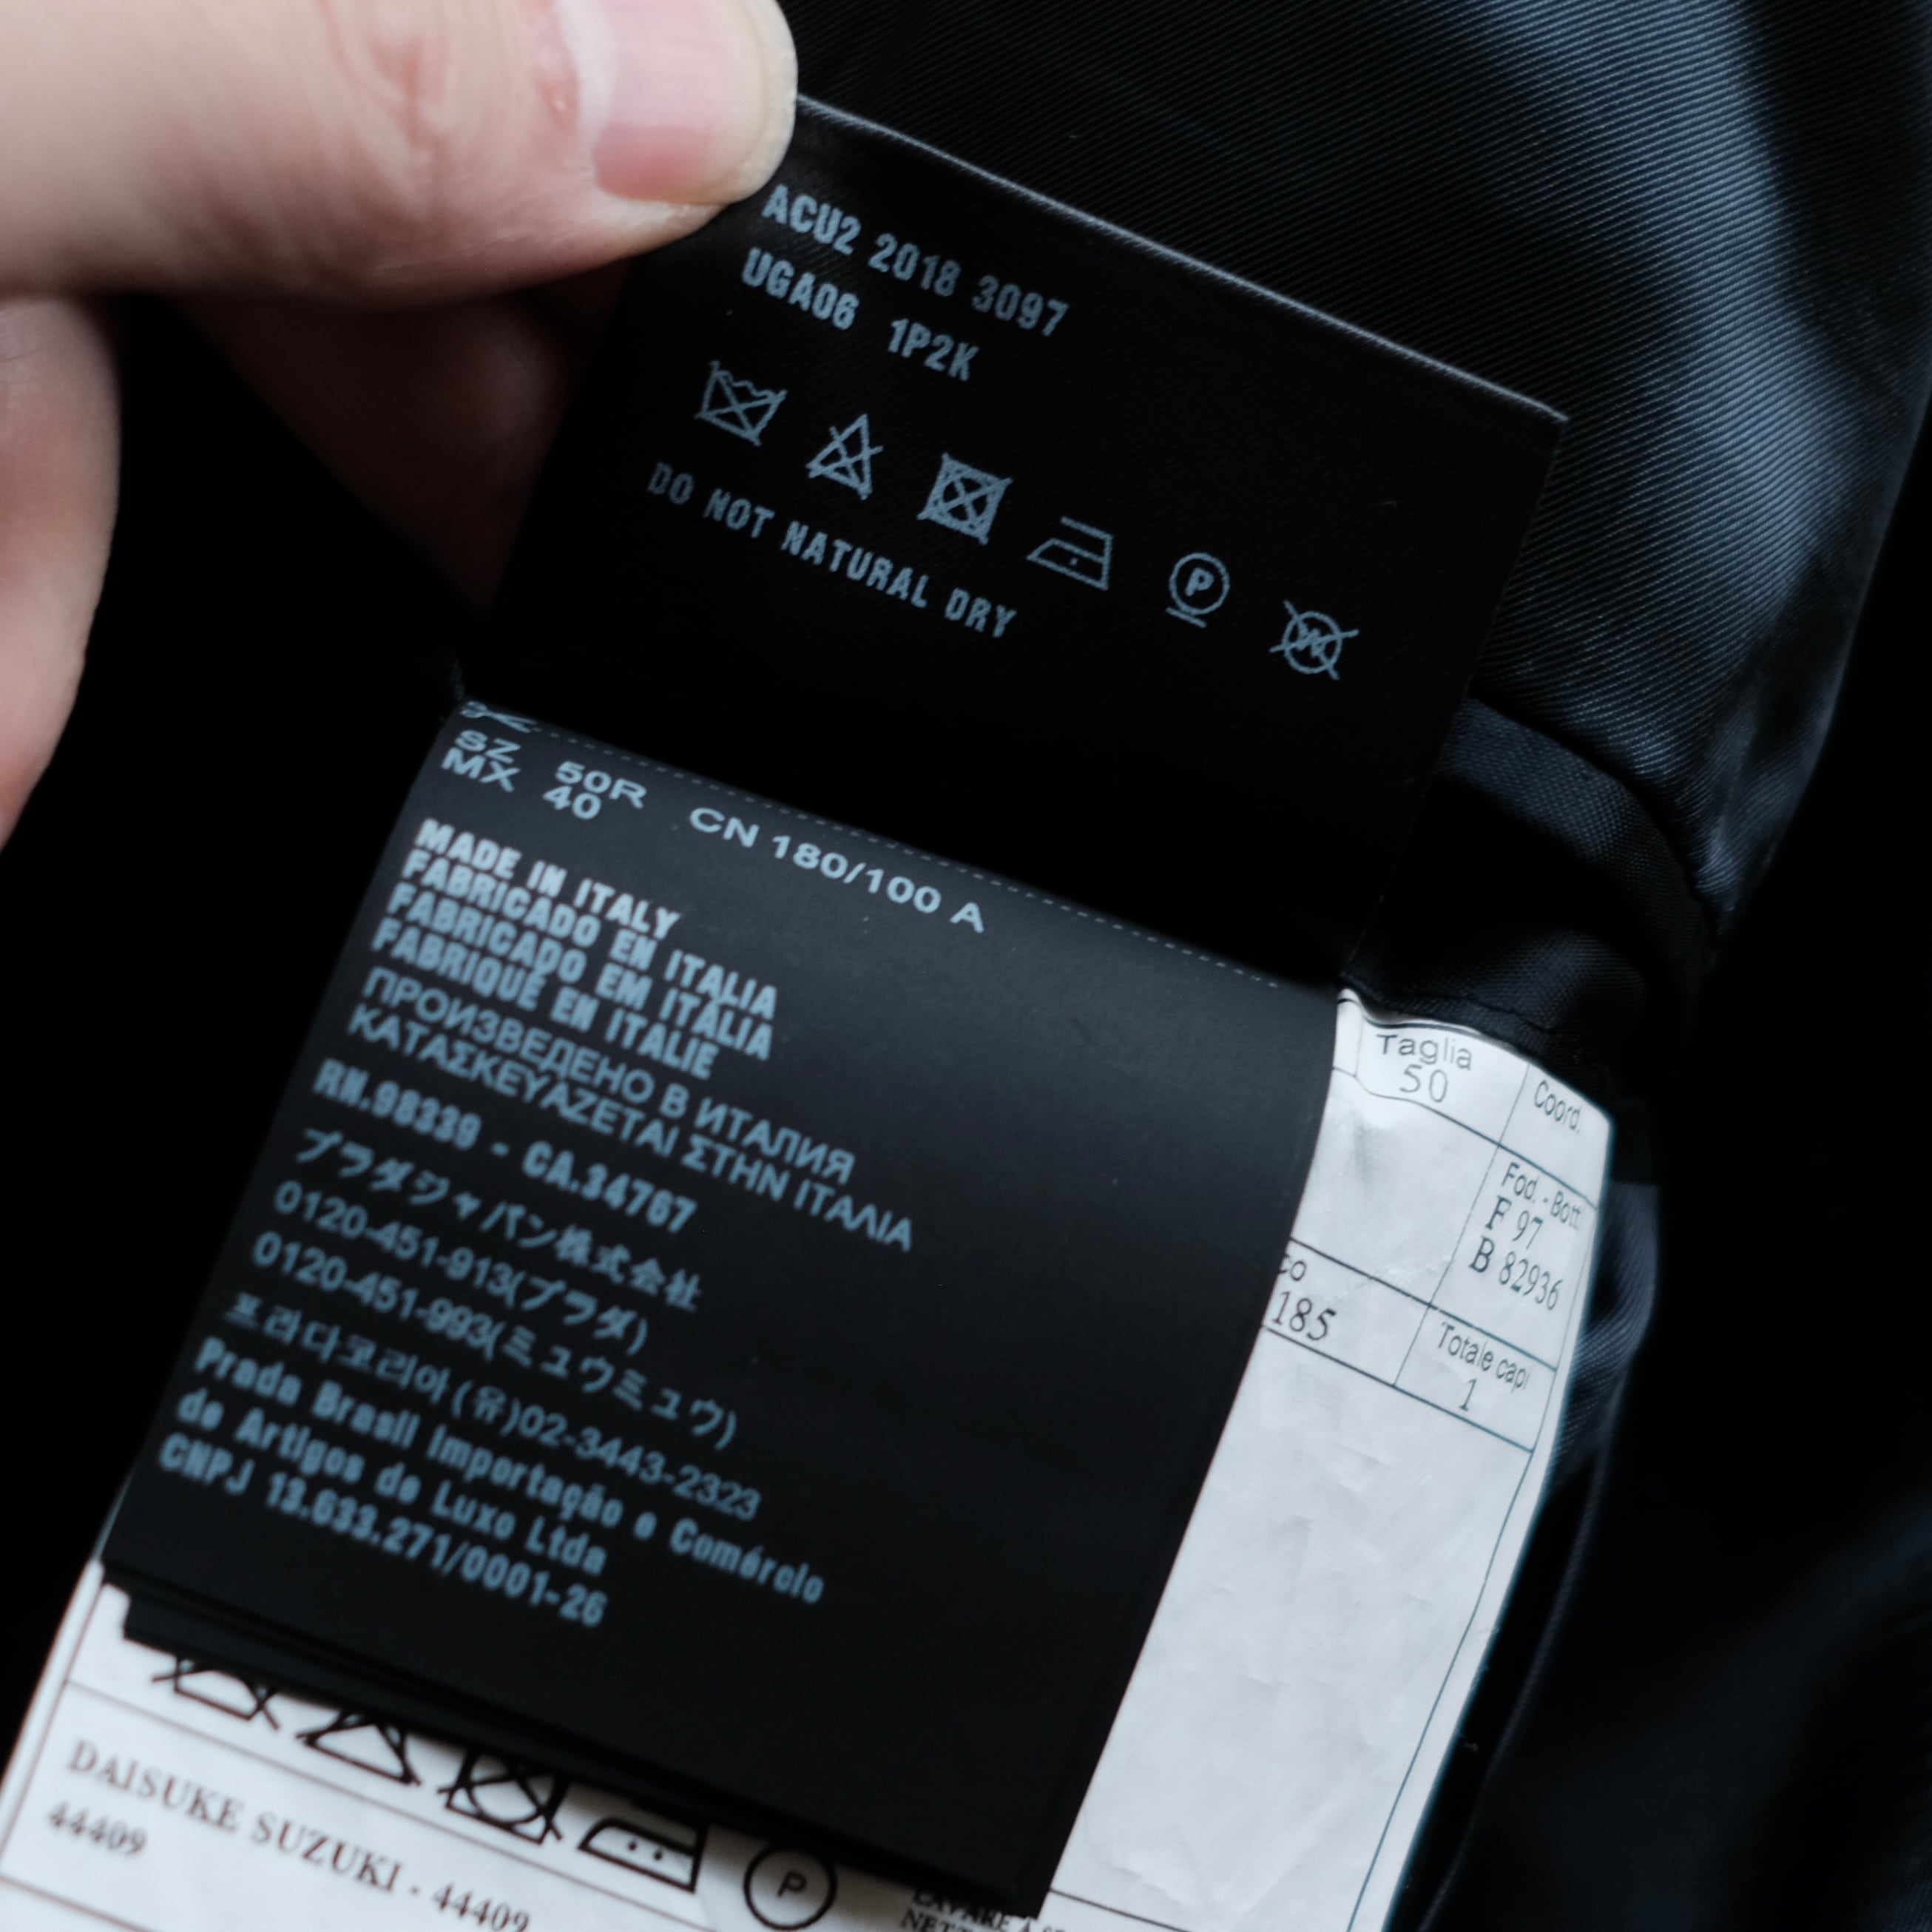 ACU2 2018 3097
UGA06 1P2K
DO NOT NATURAL DRY
SZ 50R CN 180/100 A
MX 40
MADE IN ITALY
FABRICADO EN ITALIA
FABRICADO EM ITÁLIA
FABRIQUÉ EN ITALIE
ПРОИЗВЕДЕНО В ИТАЛИЯ
ΚΑΤΑΣΚΕΥΑΖΕΤΑΙ ΣΤΗΝ ΙΤΑΛΙΑ
RN.98339 - CA.34767
プラダジャパン株式会社
0120-451-913(プラダ)
0120-451-993(ミュウミュウ)
프라다코리아(유)02-3443-2323
Prada Brasil Importação e Comércio
de Artigos de Luxo Ltda
CNPJ 13.633.271/0001-26
Taglia
50
Coord.
Fod. - Bott.
F 97
B 82936
185
Totale capi
1
P
DAISUKE SUZUKI - 44409
44409